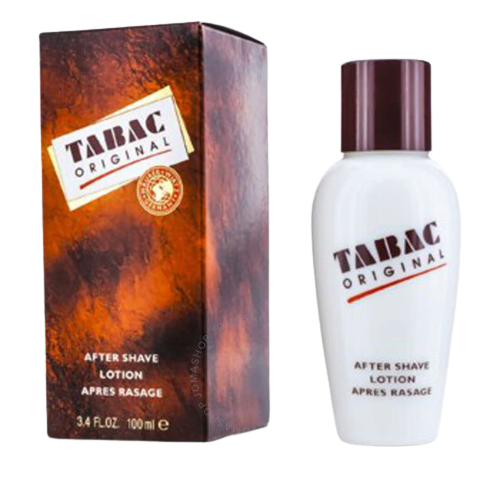 TABAC
ORIGINAL
AFTER SHAVE
LOTION
APRES RASAGE
3.4 FL.OZ. 100ml e
TABAC
ORIGINAL
AFTER SHAVE
LOTION
APRES RASAGE